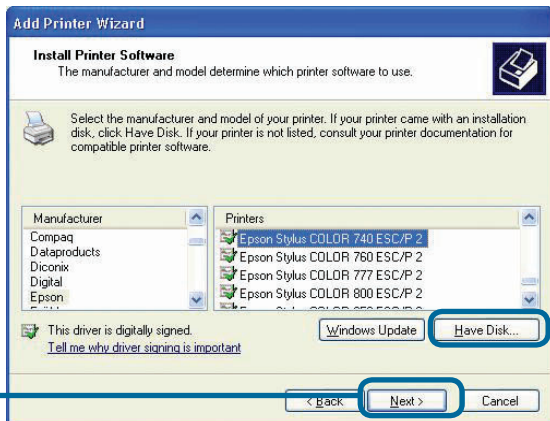 Add Printer Wizard
Install Printer Software
The manufacturer and model determine which printer software to use.
Select the manufacturer and model of your printer. If your printer came with an installation
disk, click Have Disk. If your printer is not listed, consult your printer documentation for
compatible printer software.
Manufacturer
Compaq
Dataproducts
Diconix
Digital
Epson
Printers
Epson Stylus COLOR 740 ESC/P 2
Epson Stylus COLOR 760 ESC/P 2
Epson Stylus COLOR 777 ESC/P 2
Epson Stylus COLOR 800 ESC/P 2
This driver is digitally signed.
Tell me why driver signing is important
Windows Update
Have Disk...
< Back
Next >
Cancel